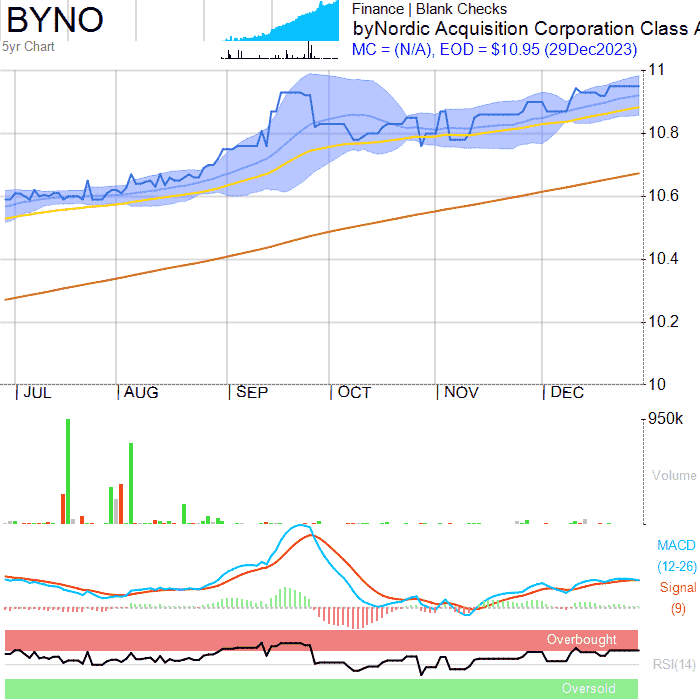 BYNO
5yr Chart
Finance | Blank Checks
byNordic Acquisition Corporation Class A
MC = (N/A), EOD = $10.95 (29Dec2023)
11
10.8
10.6
10.4
10.2
10
JUL AUG SEP OCT NOV DEC
950k
Volume
MACD
(12-26)
Signal
(9)
Overbought
RSI(14)
Oversold